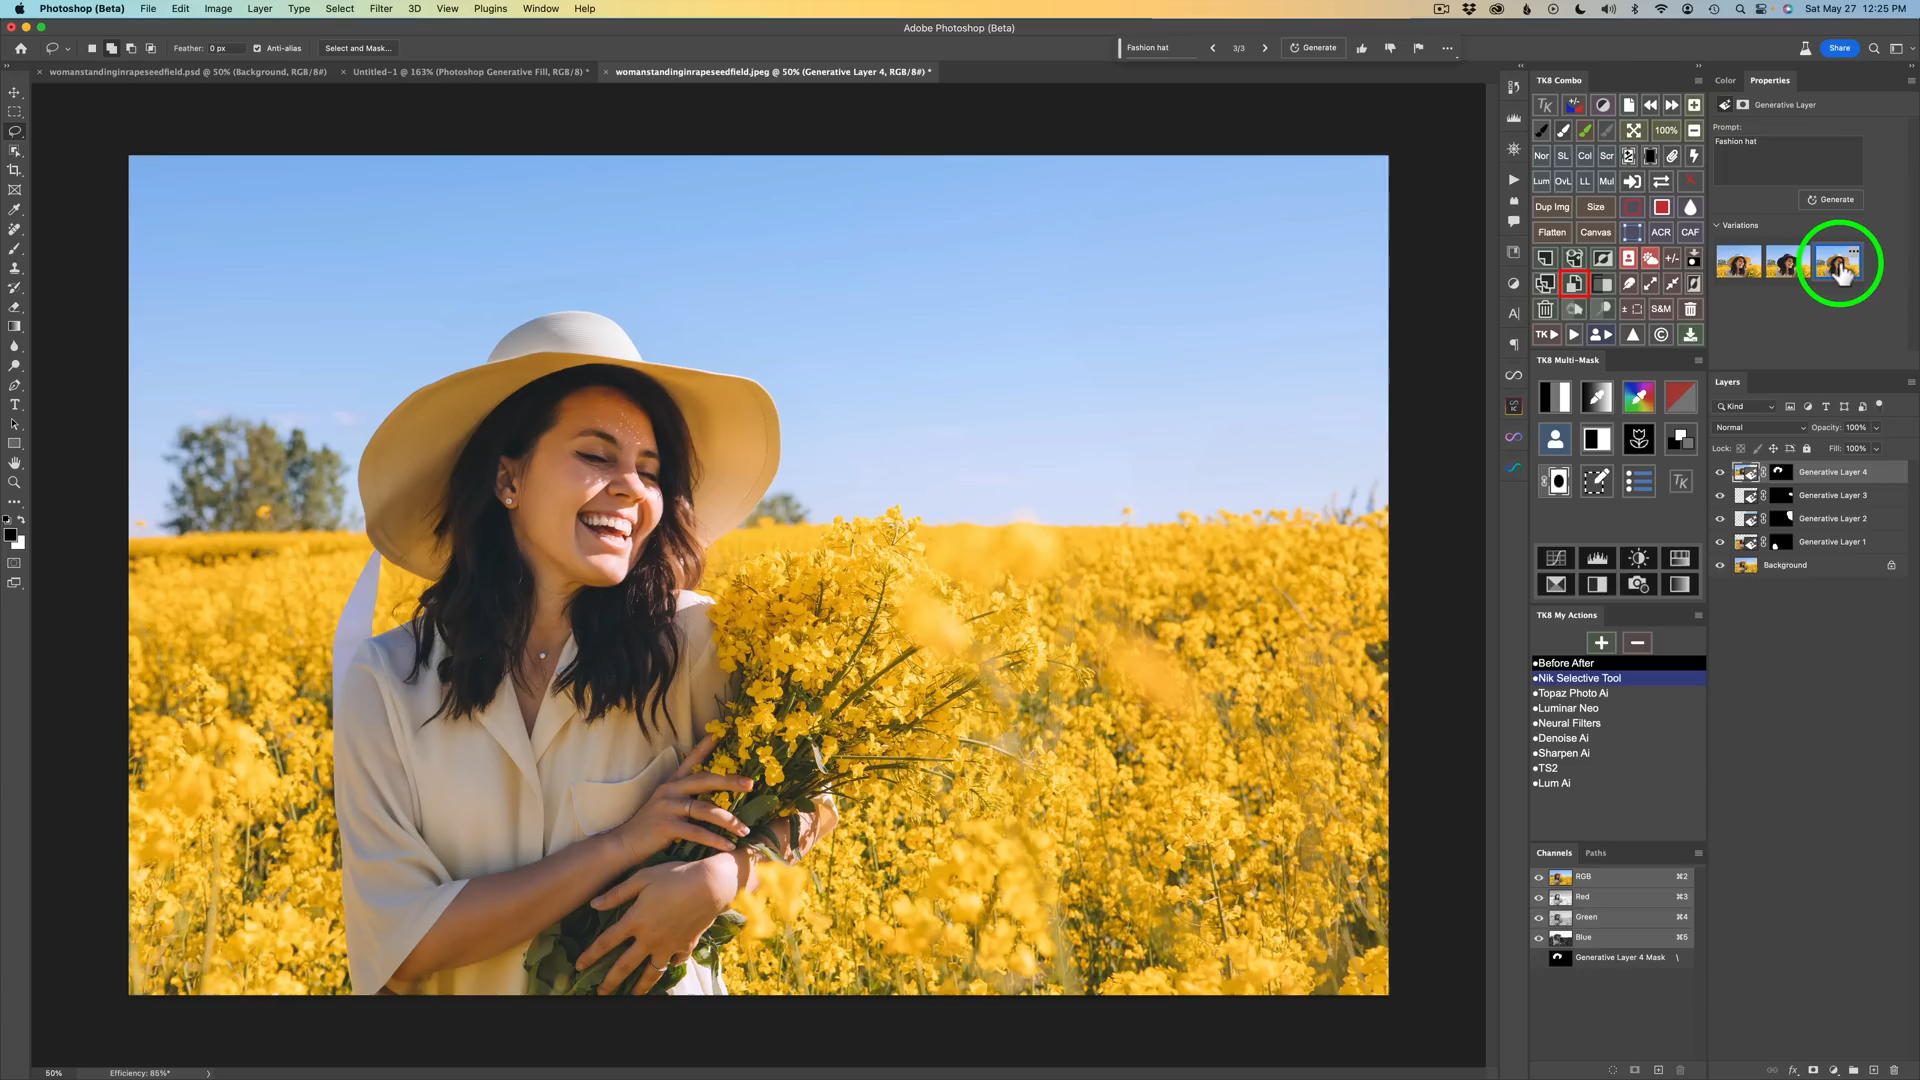 Photoshop (Beta) File Edit Image Layer Type Select Filter 3D View Plugins Window Help Sat May 27 12:25 PM
Adobe Photoshop (Beta)
Feather: 0 px Anti-alias Select and Mask... Fashion hat 3/3 Generate Share
womanstandinginrapeseedfield.psd @ 50% (Background, RGB/8#) Untitled-1 @ 163% (Photoshop Generative Fill, RGB/8) * womanstandinginrapeseedfield.jpeg @ 50% (Generative Layer 4, RGB/8#) *
TK8 Combo
TK +/-
100%
Nor SL Col Scr
Lum OvL LL Mul
Dup Img Size
Flatten Canvas ACR CAF
+/-
S&M
TK
TK8 Multi-Mask
TK
TK8 My Actions
Before After
Nik Selective Tool
Topaz Photo Ai
Luminar Neo
Neural Filters
Denoise Ai
Sharpen Ai
TS2
Lum Ai
Channels Paths
RGB ⌘2
Red ⌘3
Green ⌘4
Blue ⌘5
Generative Layer 4 Mask \
Color Properties
Generative Layer
Prompt:
Fashion hat
Generate
Variations
Layers
Kind
Normal Opacity: 100%
Lock: Fill: 100%
Generative Layer 4
Generative Layer 3
Generative Layer 2
Generative Layer 1
Background
50% Efficiency: 85%*